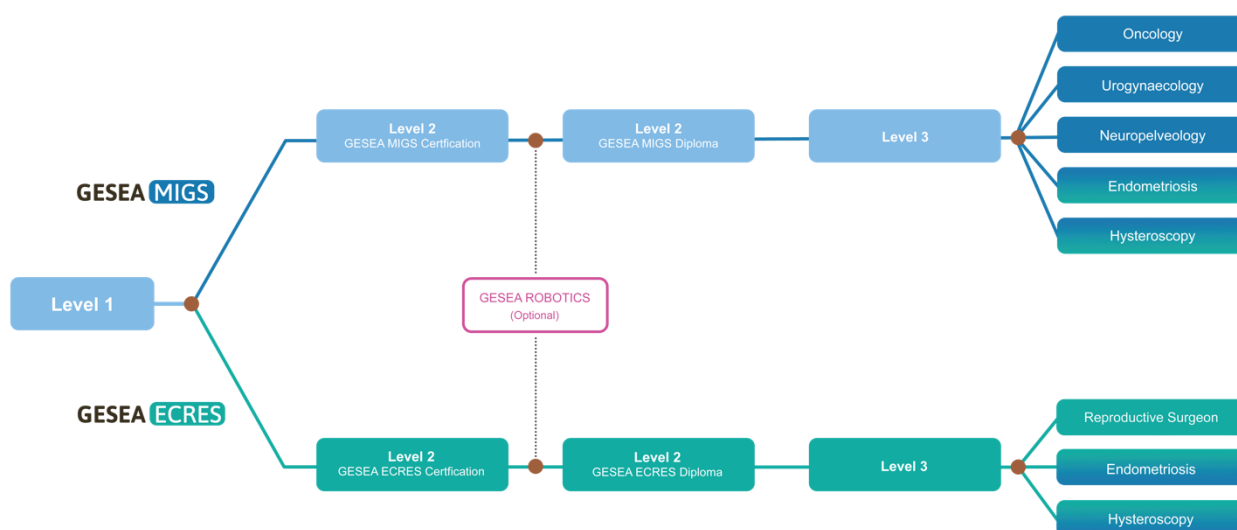 Oncology
Urogynaecology
Level 2
GESEA MIGS Certfication
Level 2
GESEA MIGS Diploma
Level 3
Neuropelveology
Endometriosis
Hysteroscopy
GESEA MIGS
Level 1
GESEA ROBOTICS
(Optional)
GESEA ECRES
Reproductive Surgeon
Level 2
GESEA ECRES Certfication
Level 2
GESEA ECRES Diploma
Level 3
Endometriosis
Hysteroscopy